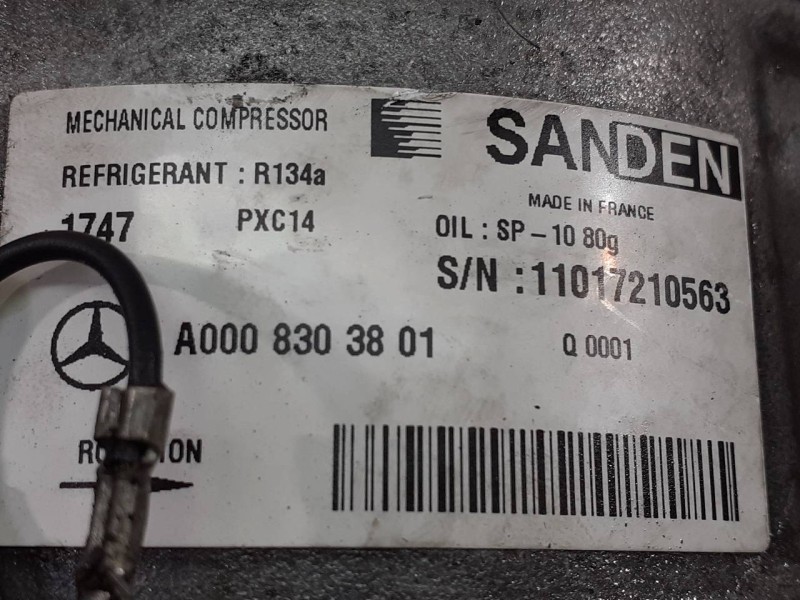 MECHANICAL COMPRESSOR
SANDEN
REFRIGERANT : R134a
MADE IN FRANCE
1747 PXC14
OIL : SP-10 80g
S/N : 11017210563
A000 830 38 01
Q 0001